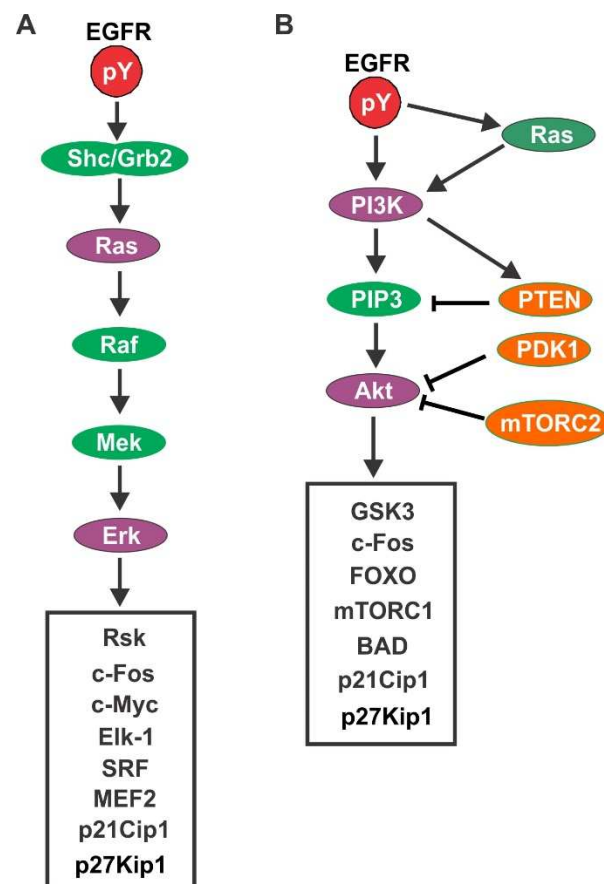 A
EGFR
pY
Shc/Grb2
Ras
Raf
Mek
Erk
Rsk
c-Fos
c-Myc
Elk-1
SRF
MEF2
p21Cip1
p27Kip1
B
EGFR
pY
Ras
PI3K
PIP3
PTEN
PDK1
Akt
mTORC2
GSK3
c-Fos
FOXO
mTORC1
BAD
p21Cip1
p27Kip1